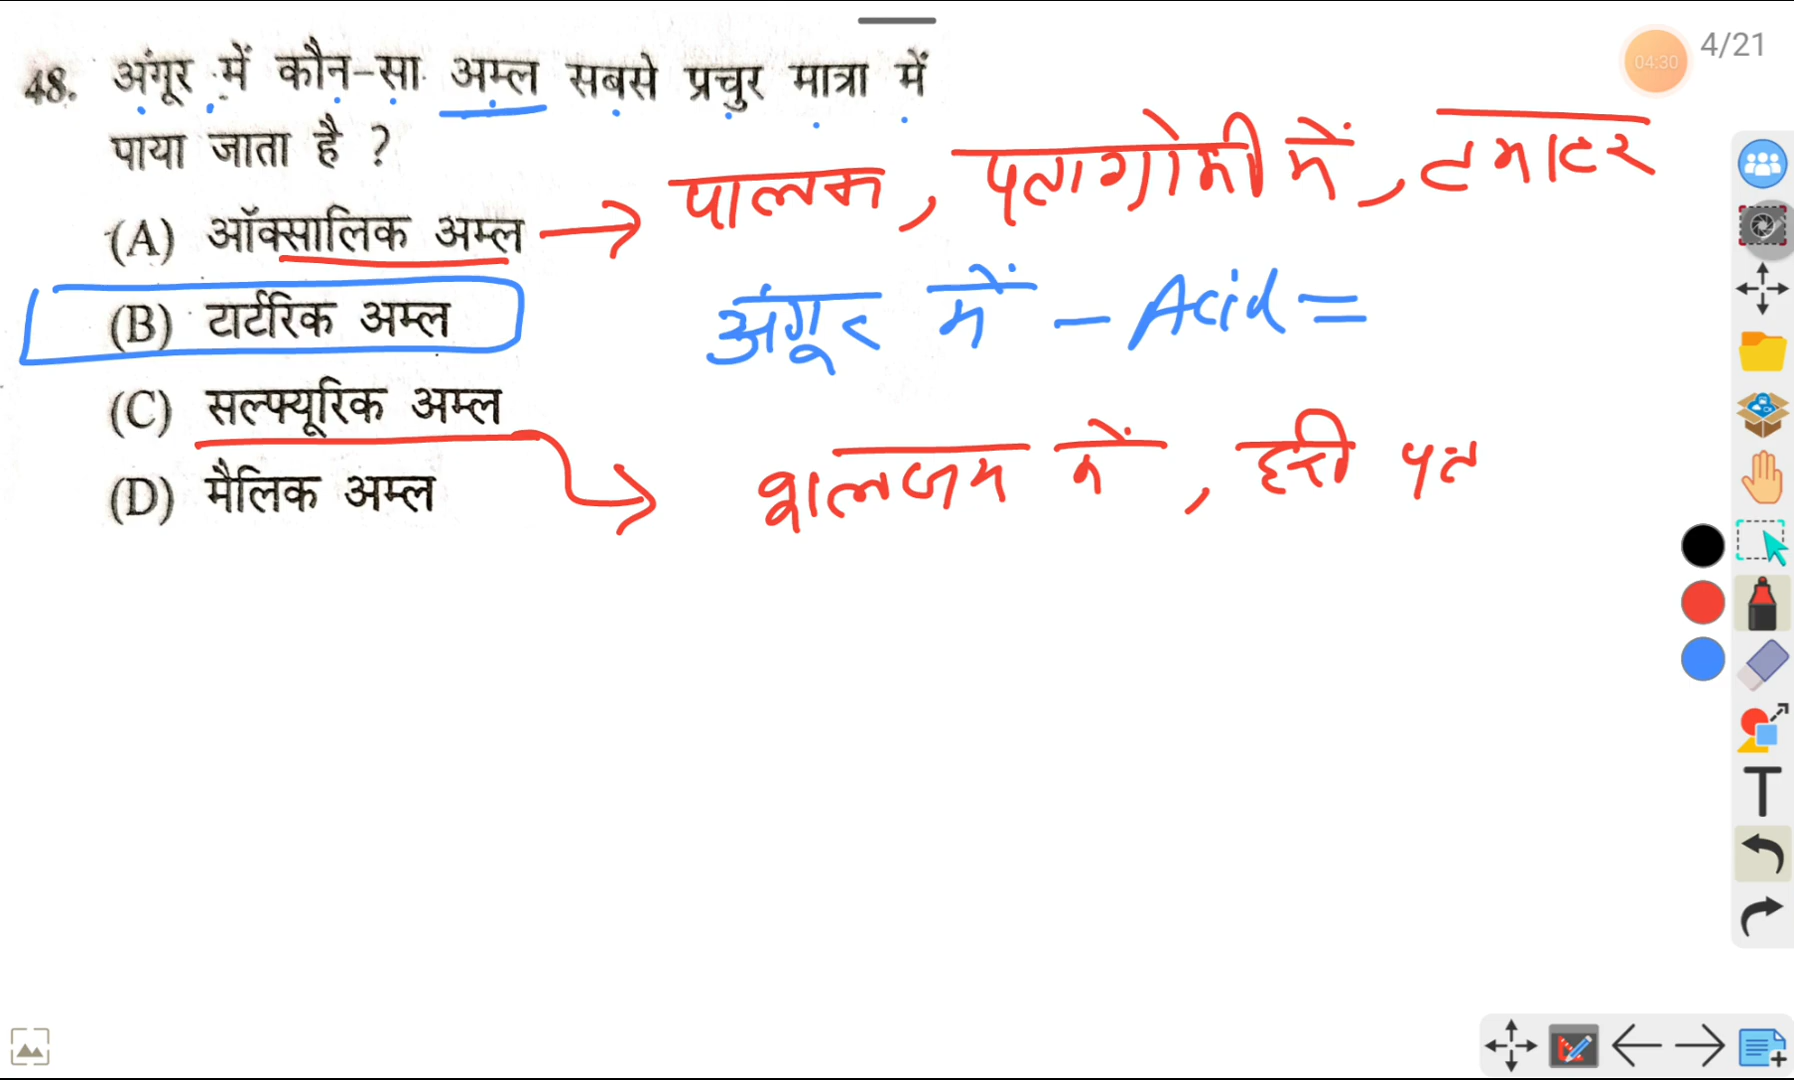 04:30 4/21
48. अंगूर में कौन-सा अम्ल सबसे प्रचुर मात्रा में
पाया जाता है ?
(A) ऑक्सालिक अम्ल → पालक, पत्तागोभी में, टमाटर
(B) टार्टरिक अम्ल अंगूर में - Acid =
(C) सल्फ्यूरिक अम्ल
(D) मैलिक अम्ल शलजम में, हरी पत
T